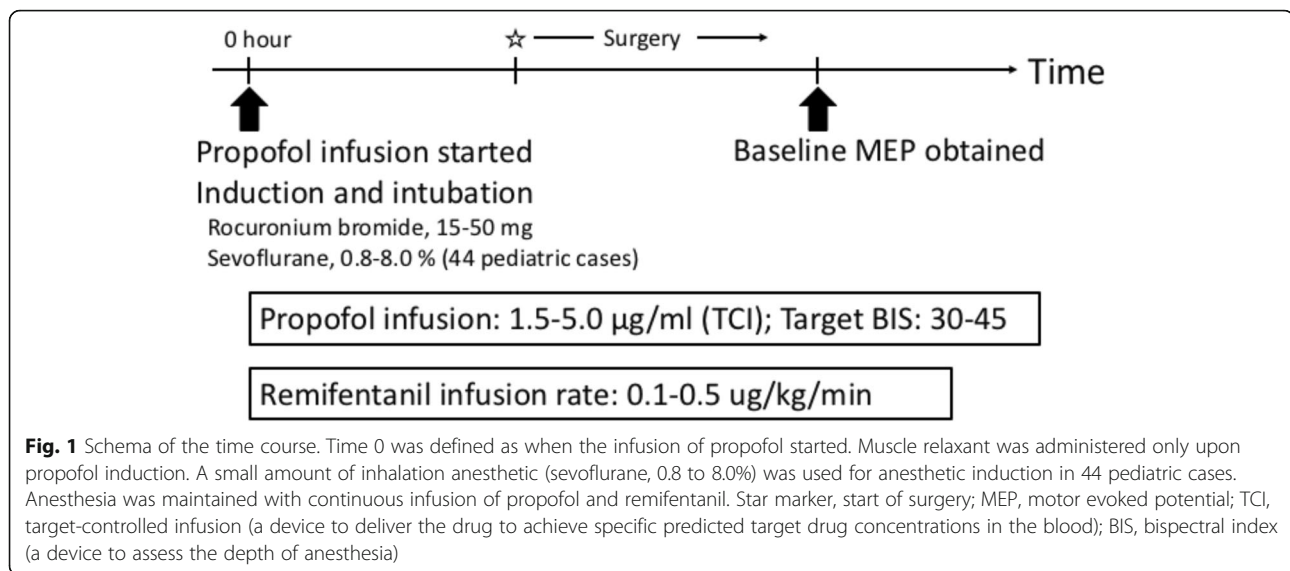 0 hour
☆ Surgery
Time
Propofol infusion started
Induction and intubation
Rocuronium bromide, 15-50 mg
Sevoflurane, 0.8-8.0 % (44 pediatric cases)
Baseline MEP obtained
Propofol infusion: 1.5-5.0 µg/ml (TCI); Target BIS: 30-45
Remifentanil infusion rate: 0.1-0.5 ug/kg/min
Fig. 1 Schema of the time course. Time 0 was defined as when the infusion of propofol started. Muscle relaxant was administered only upon
propofol induction. A small amount of inhalation anesthetic (sevoflurane, 0.8 to 8.0%) was used for anesthetic induction in 44 pediatric cases.
Anesthesia was maintained with continuous infusion of propofol and remifentanil. Star marker, start of surgery; MEP, motor evoked potential; TCI,
target-controlled infusion (a device to deliver the drug to achieve specific predicted target drug concentrations in the blood); BIS, bispectral index
(a device to assess the depth of anesthesia)